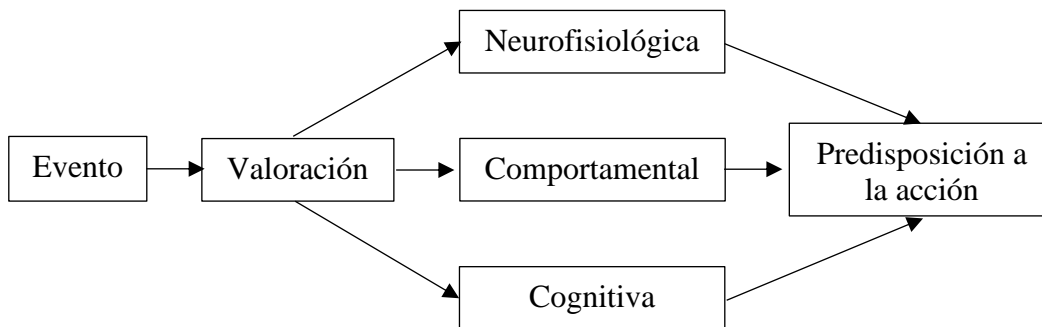 Neurofisiológica
Evento
Valoración
Comportamental
Predisposición a
la acción
Cognitiva